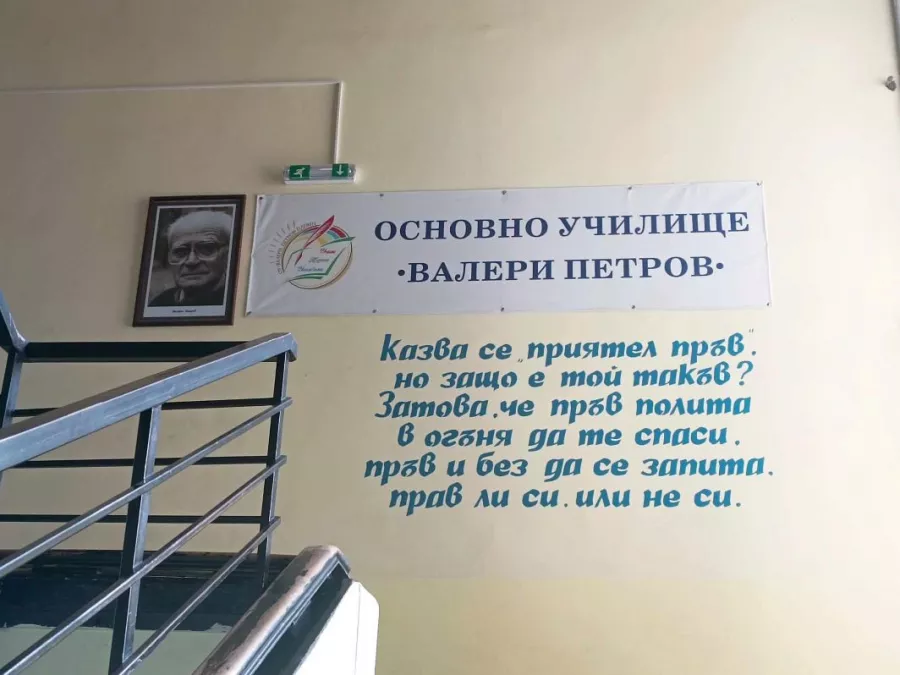 ОСНОВНО УЧИЛИЩЕ
·ВАЛЕРИ ПЕТРОВ·
Казва се „приятел пръв“,
но защо е той такъв?
Затова, че пръв полита
в огъня да те спаси,
пръв и без да се запита,
прав ли си, или не си.